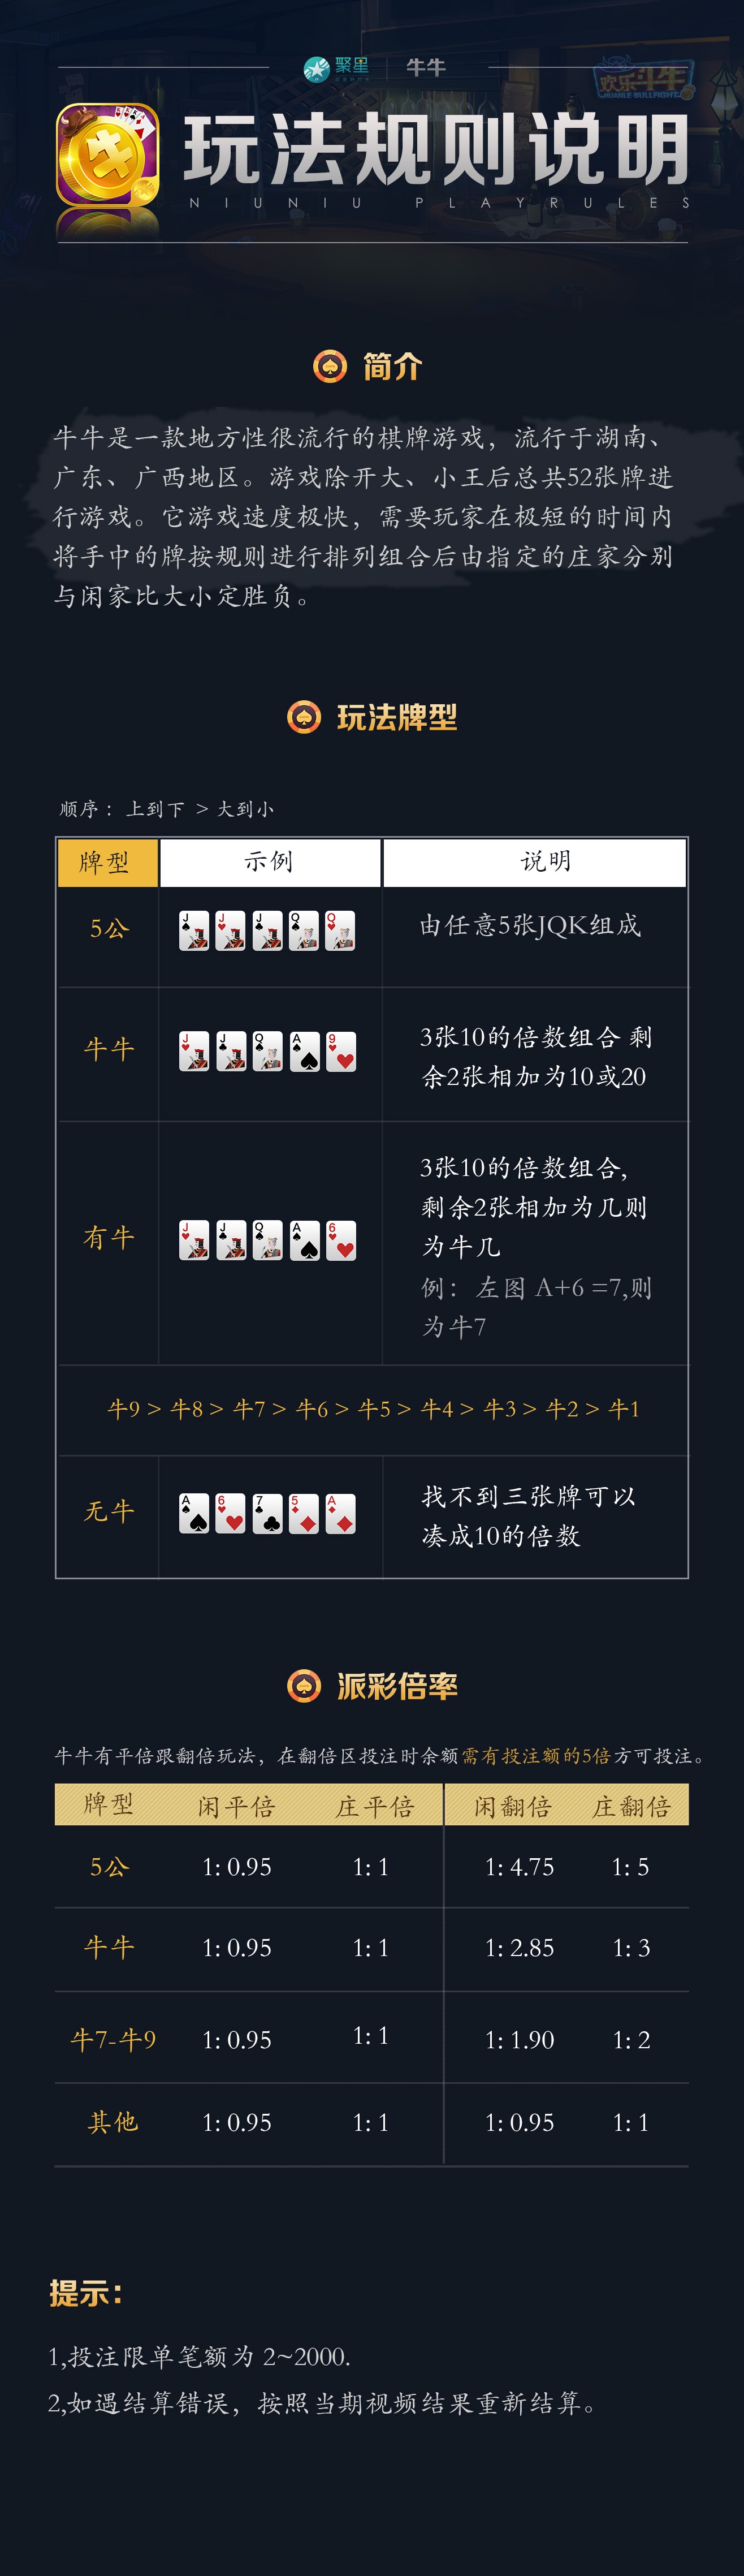 聚星 牛牛
欢乐斗牛
玩法规则说明
NIUNIU PLAYRULES
简介
牛牛是一款地方性很流行的棋牌游戏，流行于湖南、
广东、广西地区。游戏除开大、小王后总共52张牌进
行游戏。它游戏速度极快，需要玩家在极短的时间内
将手中的牌按规则进行排列组合后由指定的庄家分别
与闲家比大小定胜负。
玩法牌型
顺序：上到下 > 大到小
牌型 示例 说明
5公 J J J Q Q 由任意5张JQK组成
牛牛 J J Q A 9 3张10的倍数组合 剩
余2张相加为10或20
有牛 J J Q A 6 3张10的倍数组合,
剩余2张相加为几则
为牛几
例：左图 A+6 =7,则
为牛7
牛9 > 牛8 > 牛7 > 牛6 > 牛5 > 牛4 > 牛3 > 牛2 > 牛1
无牛 A 6 7 5 A 找不到三张牌可以
凑成10的倍数
派彩倍率
牛牛有平倍跟翻倍玩法，在翻倍区投注时余额需有投注额的5倍方可投注。
牌型 闲平倍 庄平倍 闲翻倍 庄翻倍
5公 1: 0.95 1: 1 1: 4.75 1: 5
牛牛 1: 0.95 1: 1 1: 2.85 1: 3
牛7-牛9 1: 0.95 1: 1 1: 1.90 1: 2
其他 1: 0.95 1: 1 1: 0.95 1: 1
提示：
1,投注限单笔额为 2~2000.
2,如遇结算错误，按照当期视频结果重新结算。